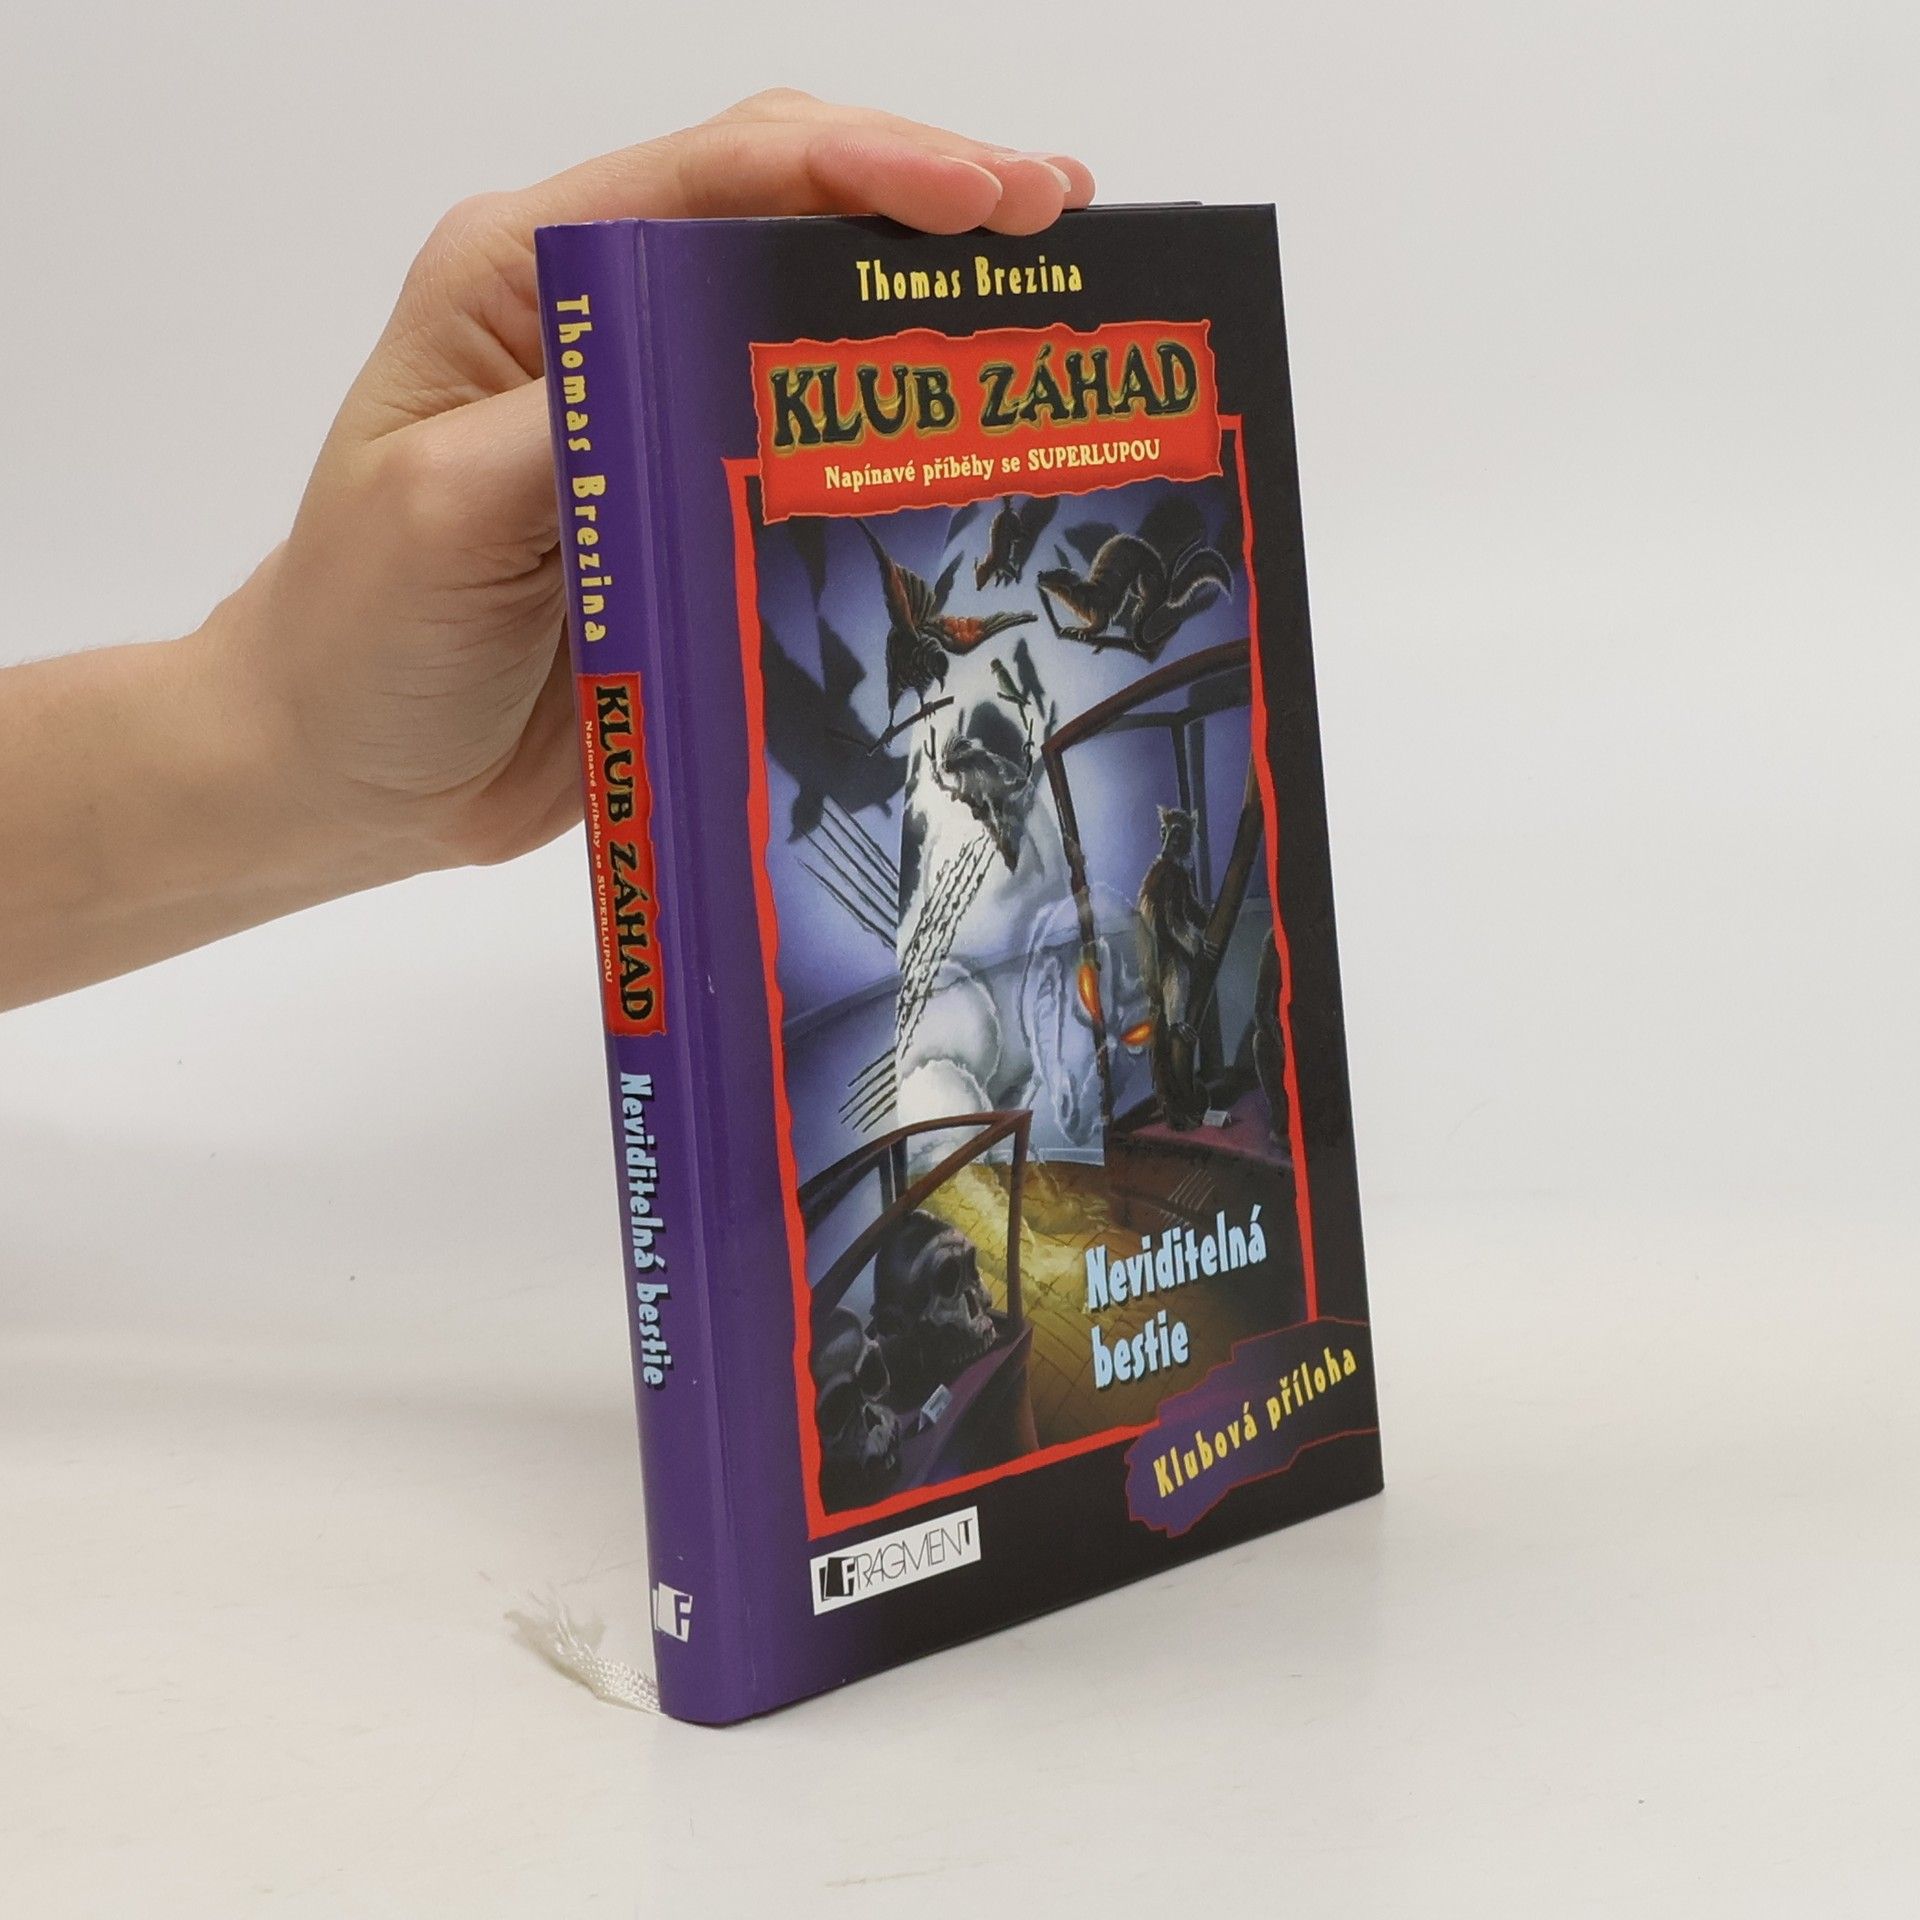 Thomas Brezina
KLUB ZÁHAD
Napínavé příběhy se SUPERLUPOU
Neviditelná
bestie
Klubová příloha
FRAGMENT
Thomas Brezina
KLUB ZÁHAD
Napínavé příběhy se SUPERLUPOU
Neviditelná bestie
F